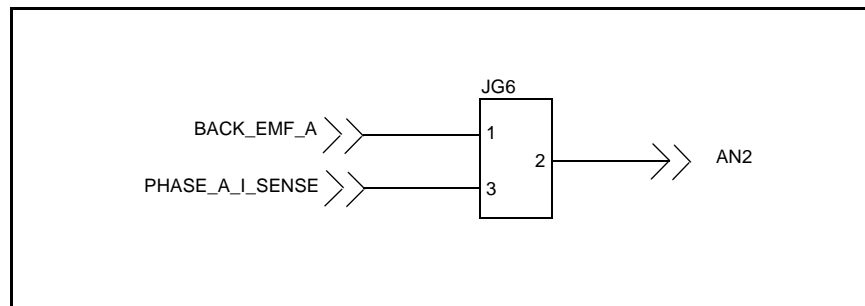 JG6
BACK_EMF_A
1
2
AN2
PHASE_A_I_SENSE
3